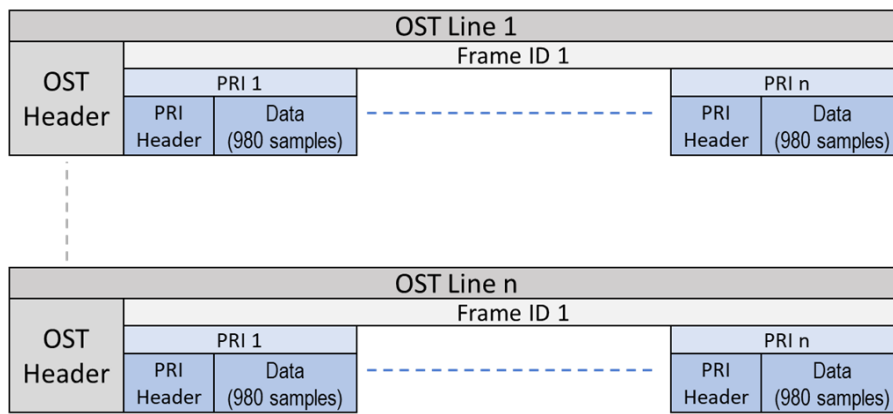 OST Line 1
Frame ID 1
OST
Header
PRI 1
PRI n
PRI
Header
Data
(980 samples)
PRI
Header
Data
(980 samples)
OST Line n
Frame ID 1
OST
Header
PRI 1
PRI n
PRI
Header
Data
(980 samples)
PRI
Header
Data
(980 samples)